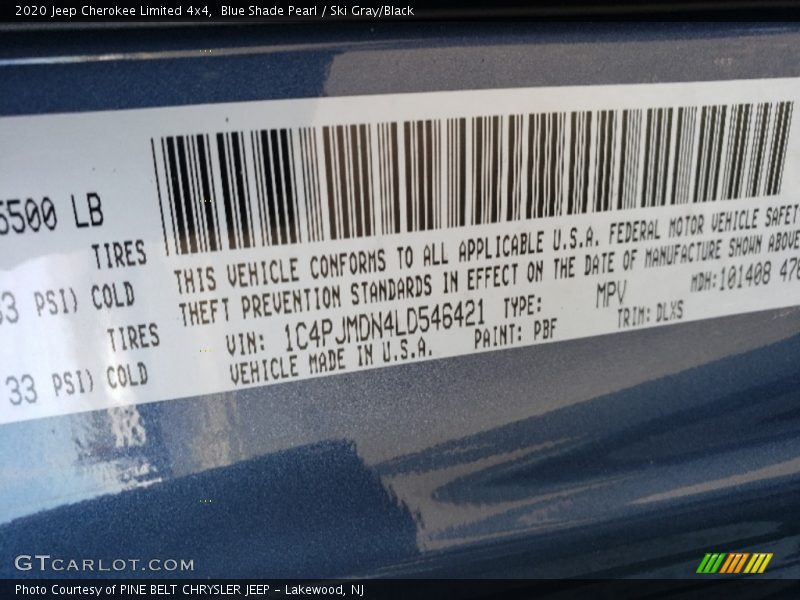 2020 Jeep Cherokee Limited 4x4,  Blue Shade Pearl / Ski Gray/Black
6500 LB
TIRES
33 PSI) COLD
TIRES
33 PSI) COLD
THIS VEHICLE CONFORMS TO ALL APPLICABLE U.S.A. FEDERAL MOTOR VEHICLE SAFET
THEFT PREVENTION STANDARDS IN EFFECT ON THE DATE OF MANUFACTURE SHOWN ABOVE
VIN: 1C4PJMDN4LD546421 TYPE: MPV MDH:101408 478
VEHICLE MADE IN U.S.A. PAINT: PBF TRIM: DLXS
GTCARLOT.COM
Photo Courtesy of PINE BELT CHRYSLER JEEP - Lakewood, NJ